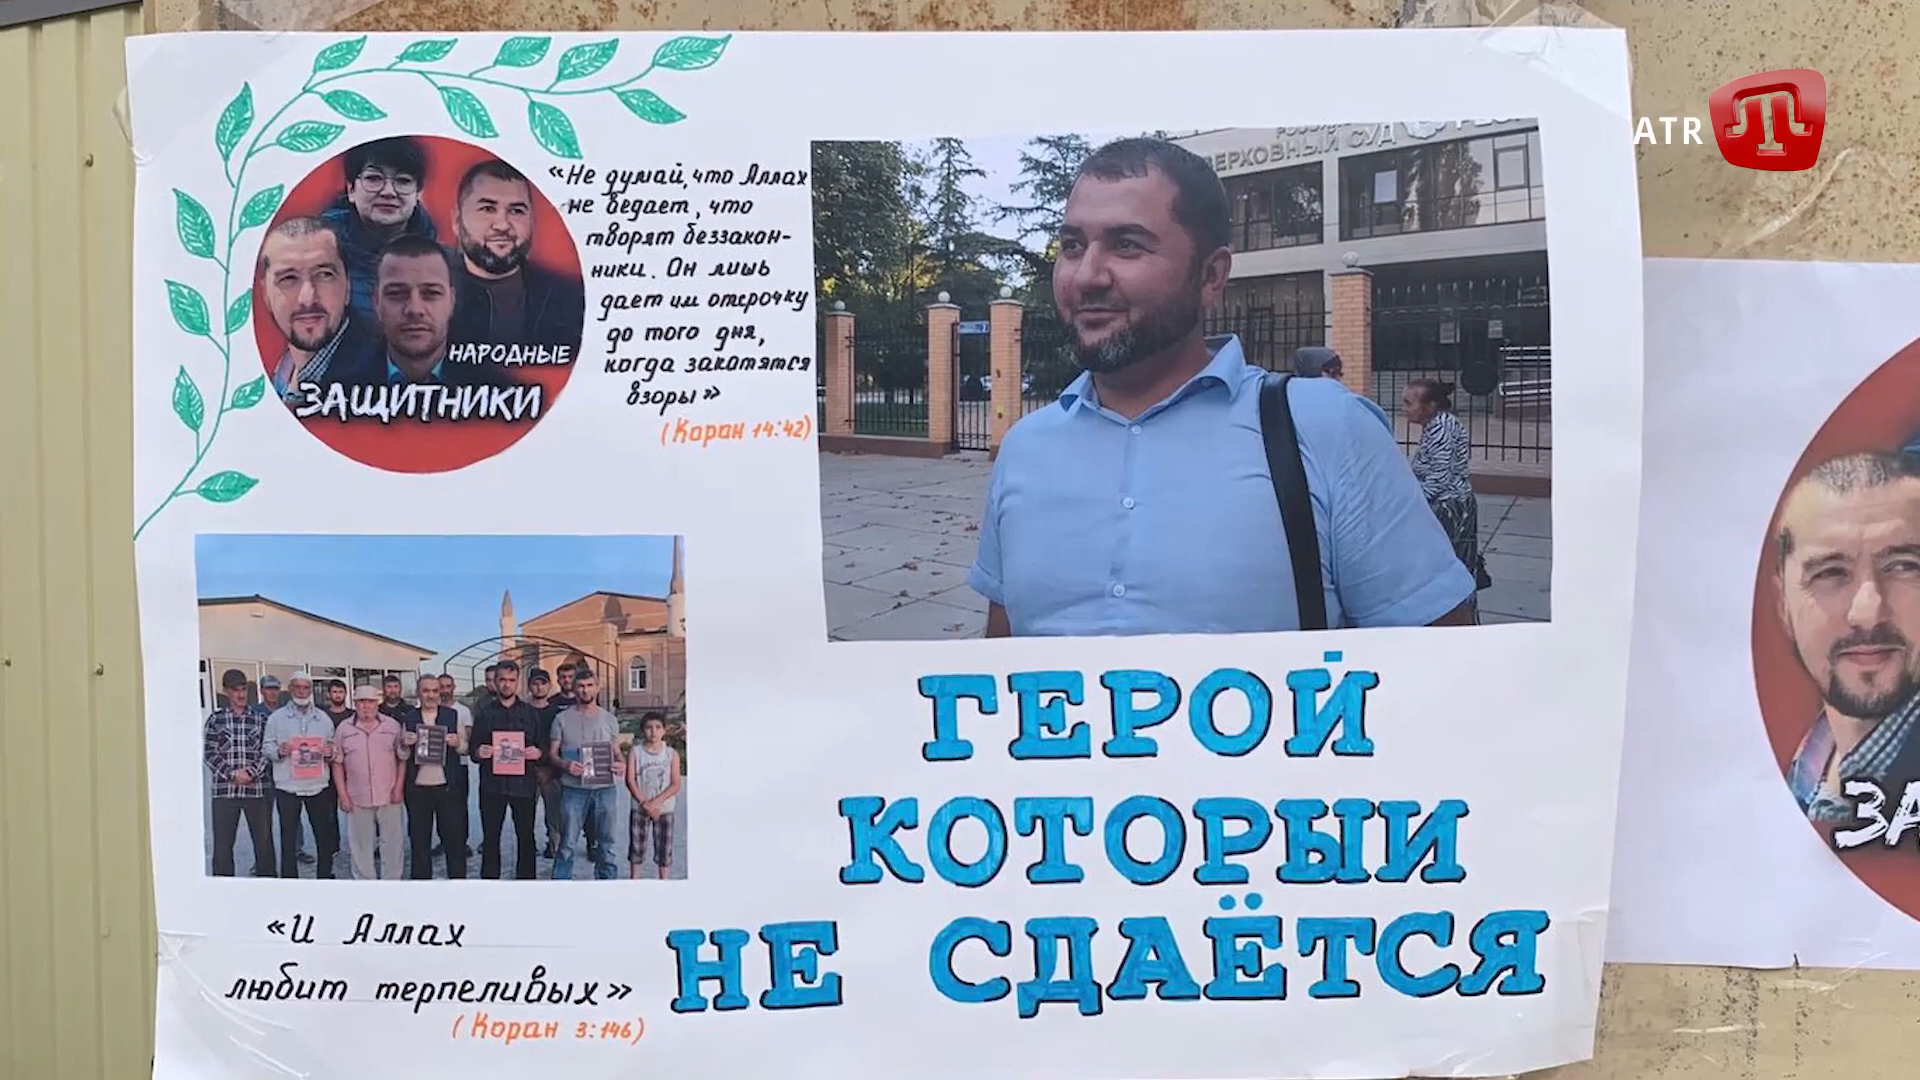 ATR
«Не думай, что Аллах
не ведает, что
творят беззакон-
ники. Он лишь
дает им отсрочку
до того дня,
когда закатятся
взоры»
(Коран 14:42)
НАРОДНЫЕ
ЗАЩИТНИКИ
ВЕРХОВНЫЙ СУД
ГЕРОЙ
КОТОРЫЙ
НЕ СДАЁТСЯ
«И Аллах
любит терпеливых»
(Коран 3:146)
ЗА